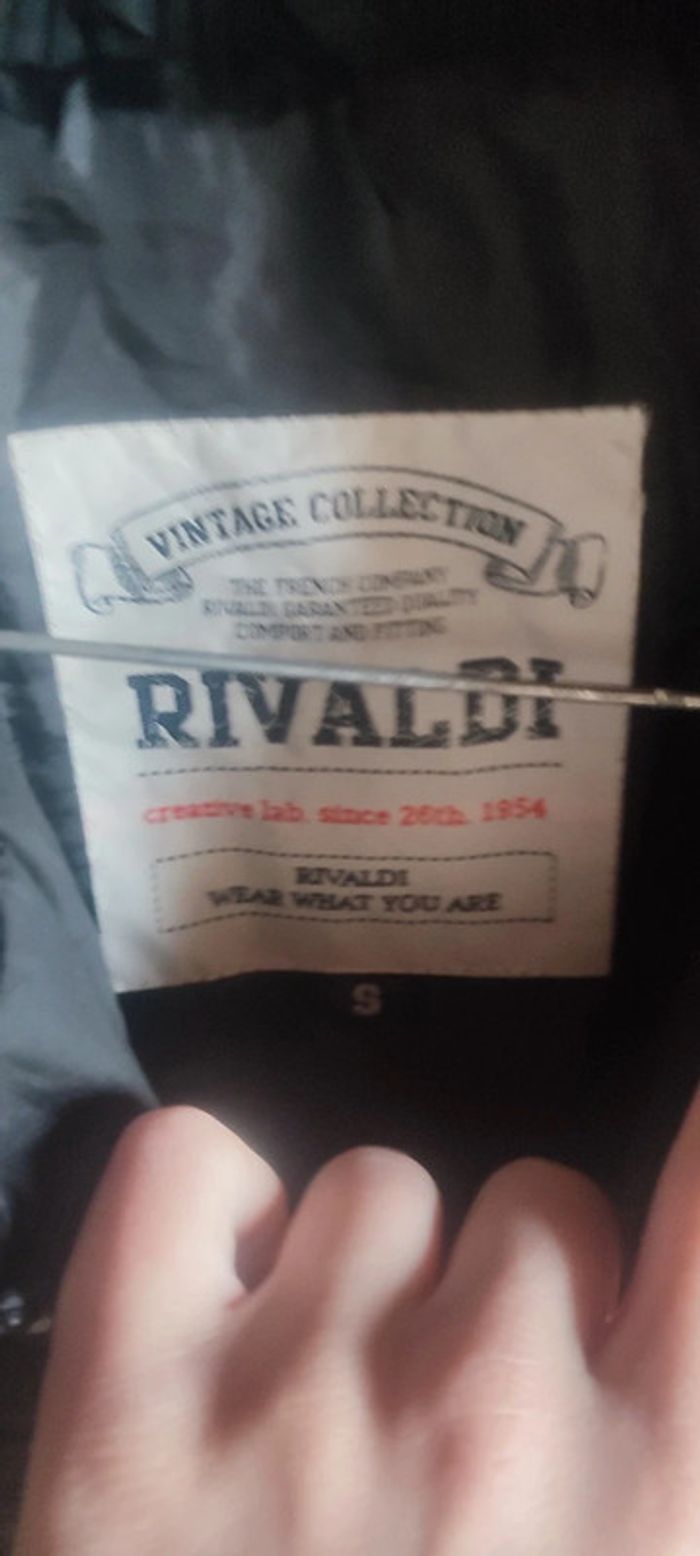 VINTAGE COLLECTION
THE TRENCH COMPANY
RIVALDI GARANTEED QUALITY
COMFORT AND FITTING
RIVALDI
creative lab. since 26th. 1954
RIVALDI
WEAR WHAT YOU ARE
S